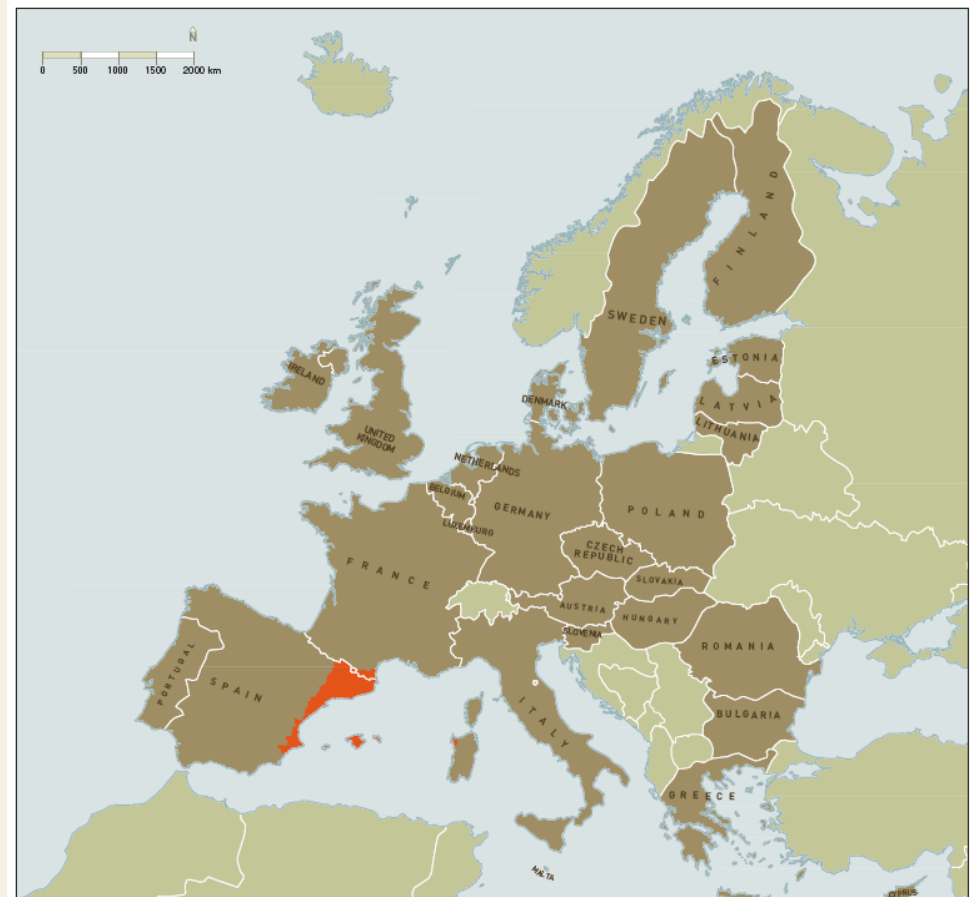 N
0 500 1000 1500 2000 km
FINLAND
SWEDEN
ESTONIA
LATVIA
LITHUANIA
DENMARK
IRELAND
UNITED
KINGDOM
NETHERLANDS
BELGIUM
LUXEMBURG
GERMANY
POLAND
CZECH
REPUBLIC
SLOVAKIA
FRANCE
AUSTRIA
HUNGARY
SLOVENIA
ROMANIA
PORTUGAL
SPAIN
ITALY
BULGARIA
GREECE
MALTA
CYPRUS